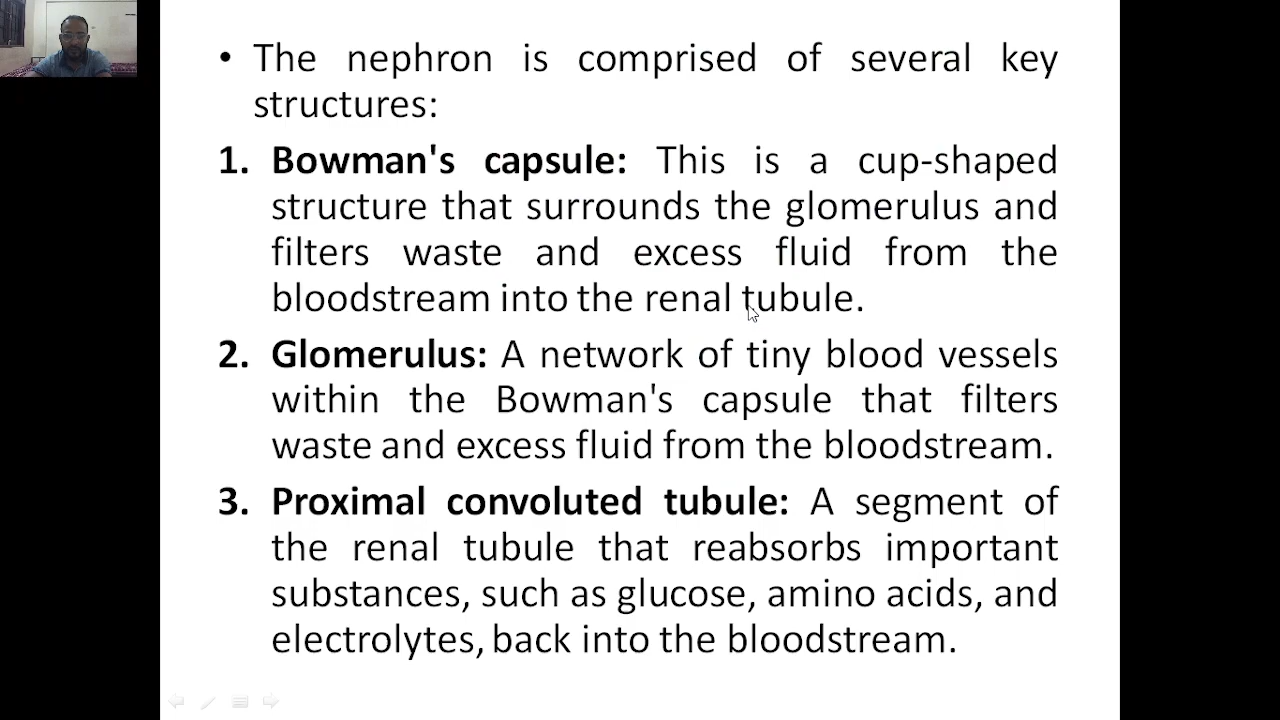 • The nephron is comprised of several key
structures:
1. Bowman's capsule: This is a cup-shaped
structure that surrounds the glomerulus and
filters waste and excess fluid from the
bloodstream into the renal tubule.
2. Glomerulus: A network of tiny blood vessels
within the Bowman's capsule that filters
waste and excess fluid from the bloodstream.
3. Proximal convoluted tubule: A segment of
the renal tubule that reabsorbs important
substances, such as glucose, amino acids, and
electrolytes, back into the bloodstream.